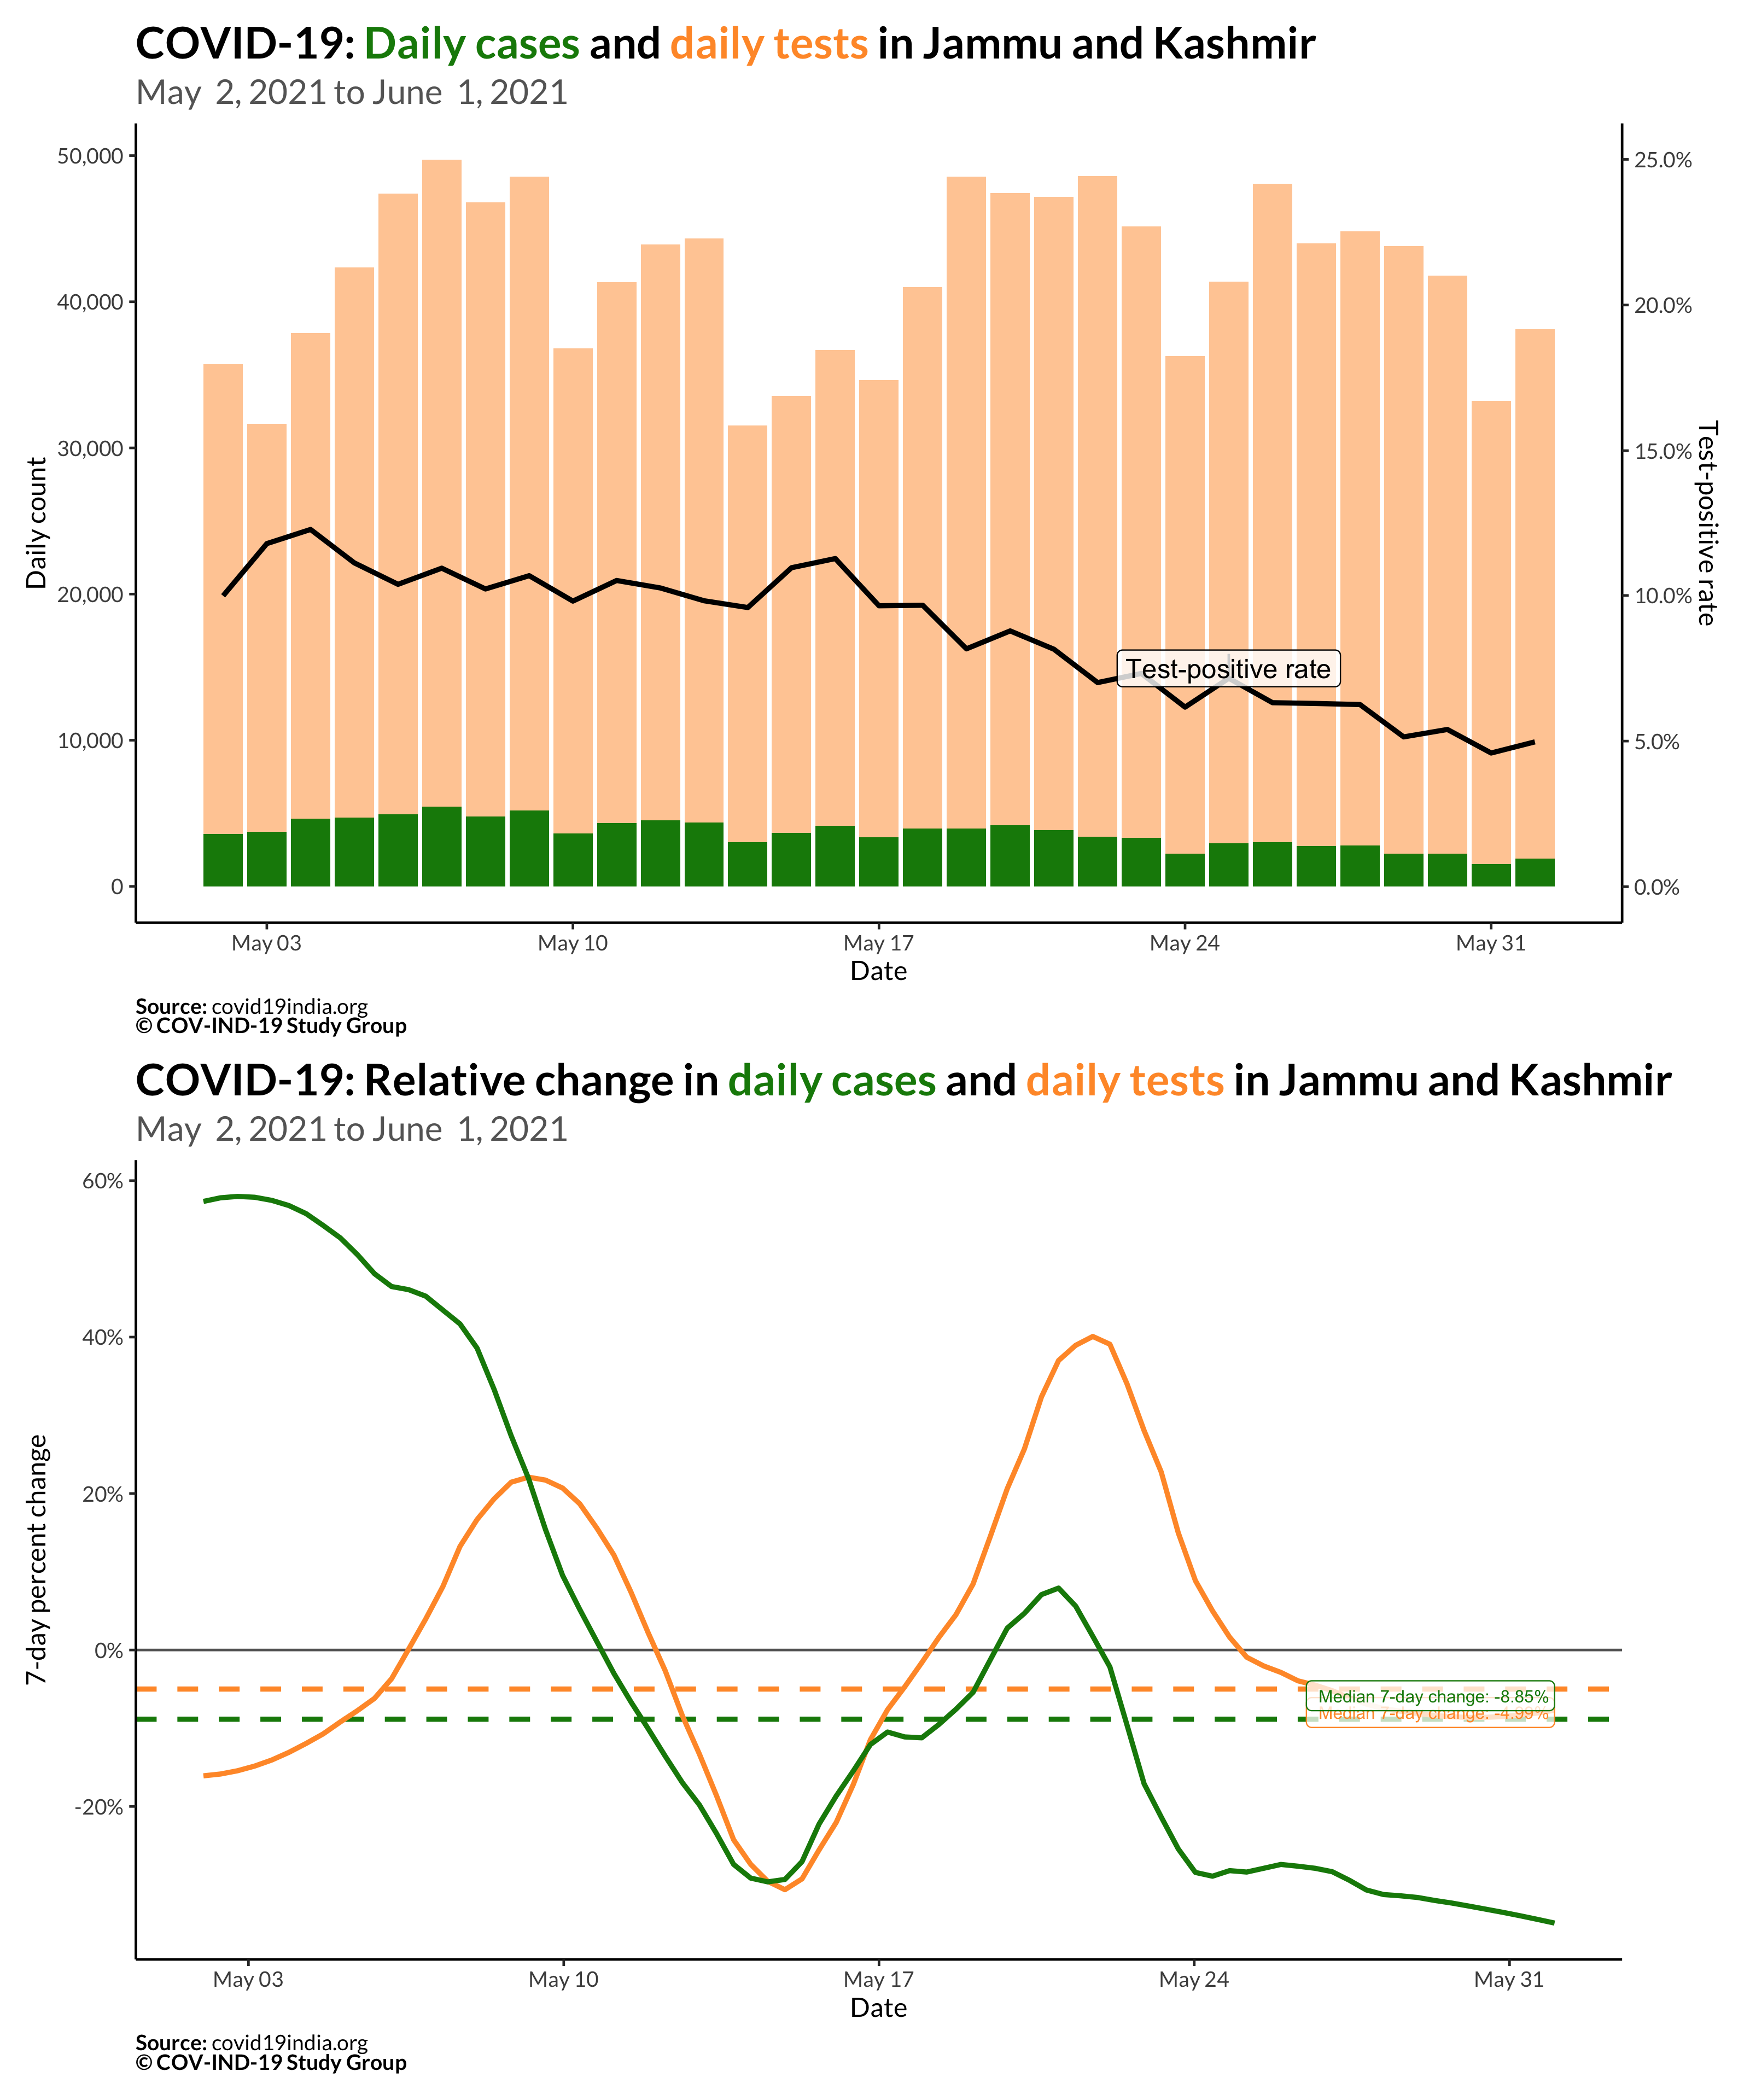 COVID-19: Daily cases and daily tests in Jammu and Kashmir
May 2, 2021 to June 1, 2021
50,000
40,000
30,000
20,000
10,000
0
Daily count
25.0%
20.0%
15.0%
10.0%
5.0%
0.0%
Test-positive rate
Test-positive rate
May 03
May 10
May 17
May 24
May 31
Date
Source: covid19india.org
© COV-IND-19 Study Group
COVID-19: Relative change in daily cases and daily tests in Jammu and Kashmir
May 2, 2021 to June 1, 2021
60%
40%
20%
0%
-20%
7-day percent change
Median 7-day change: -8.85%
Median 7-day change: -4.99%
May 03
May 10
May 17
May 24
May 31
Date
Source: covid19india.org
© COV-IND-19 Study Group